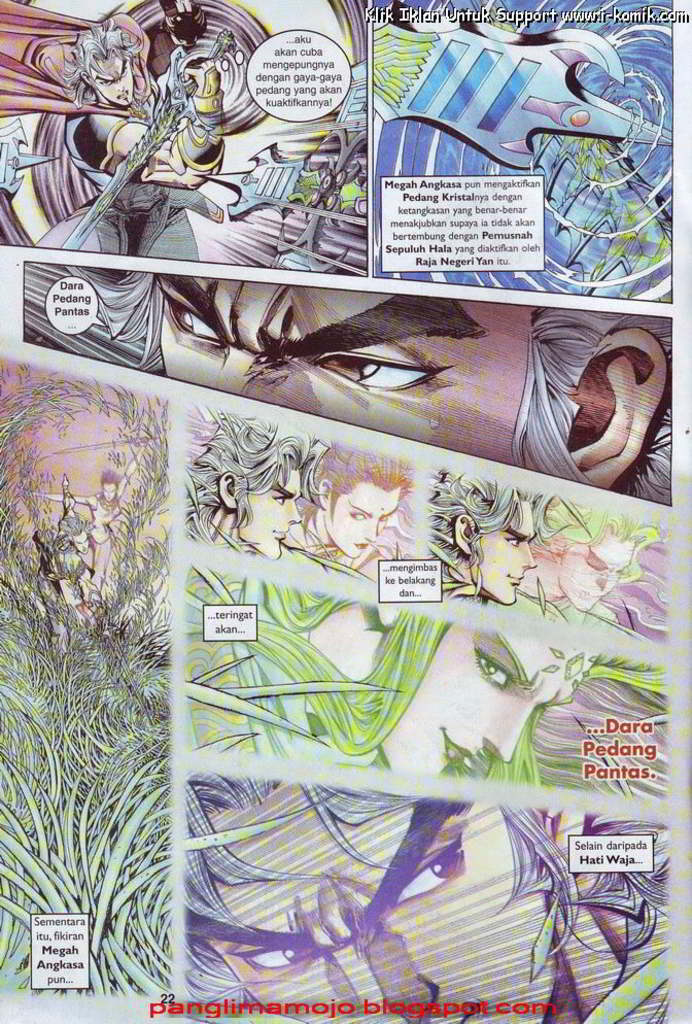 Klik Iklan Untuk Support www.i-komik.com
...aku
akan cuba
mengepungnya
dengan gaya-gaya
pedang yang akan
kuaktifkannya!
Megah Angkasa pun mengaktifkan
Pedang Kristalnya dengan
ketangkasan yang benar-benar
menakjubkan supaya ia tidak akan
bertembung dengan Pemusnah
Sepuluh Hala yang diaktifkan oleh
Raja Negeri Yan itu.
Dara
Pedang
Pantas
...
Sementara
itu, fikiran
Megah
Angkasa
pun...
...mengimbas
ke belakang
dan...
...teringat
akan...
...Dara
Pedang
Pantas.
Selain daripada
Hati Waja...
22
panglimamojo.blogspot.com